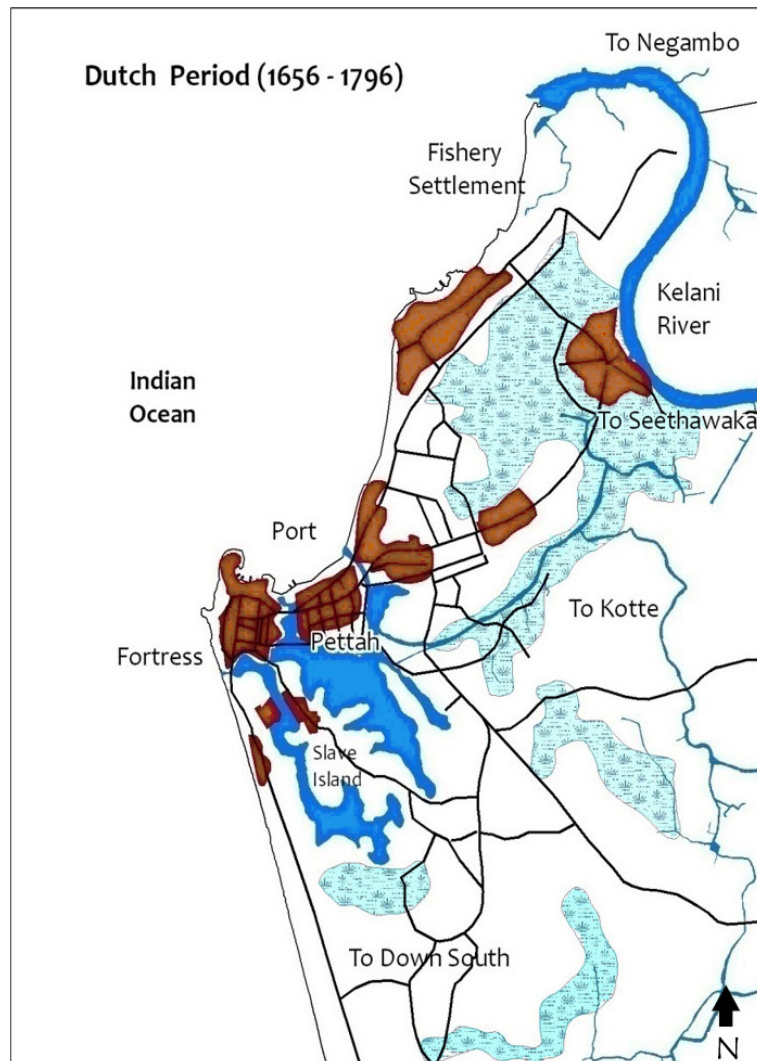 To Negambo
Dutch Period (1656 - 1796)
Fishery
Settlement
Kelani
River
Indian
Ocean
To Seethawaka
Port
To Kotte
Pettah
Fortress
Slave
Island
To Down South
N